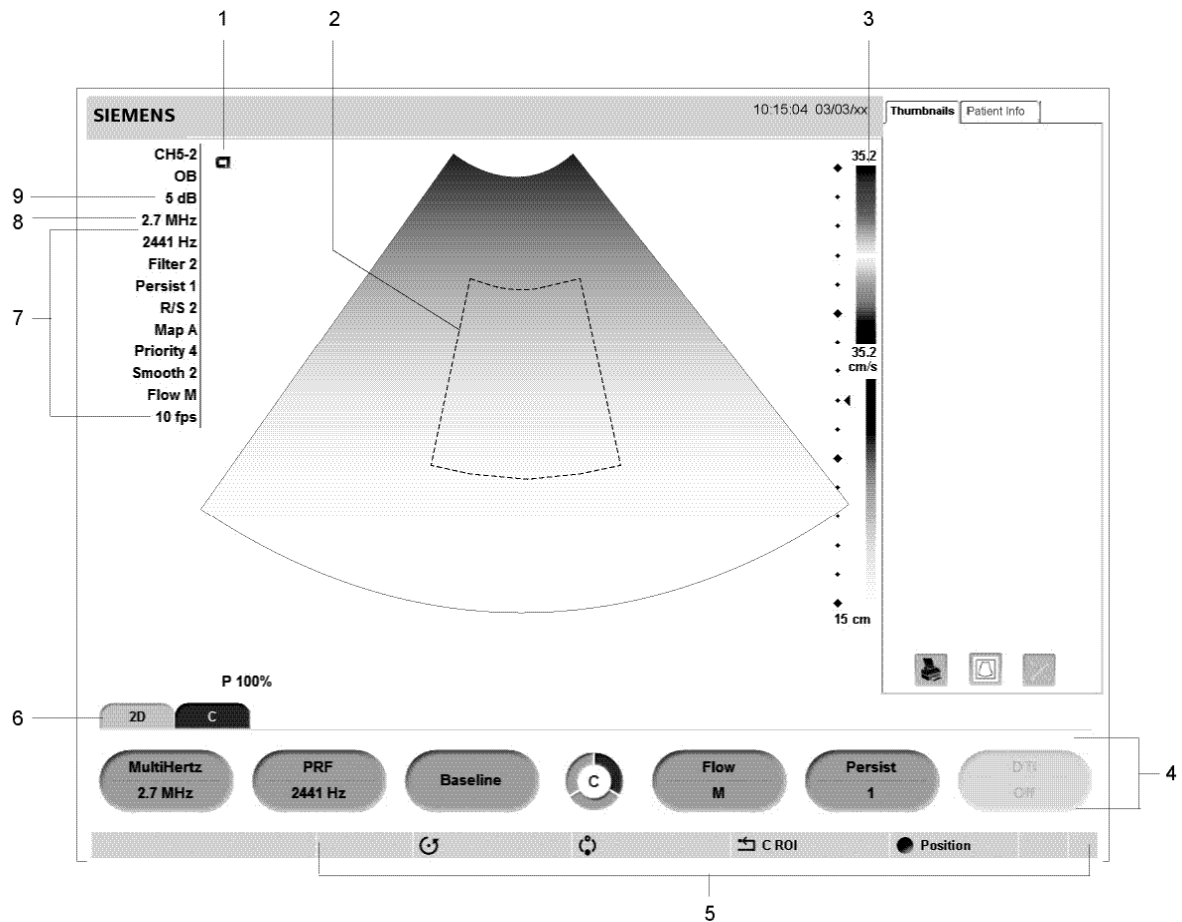 1 2 3
SIEMENS
10:15:04 03/03/xx
Thumbnails Patient Info
CH5-2
OB
9
5 dB
8
2.7 MHz
2441 Hz
Filter 2
Persist 1
R/S 2
7
Map A
Priority 4
Smooth 2
Flow M
10 fps
35.2
35.2
cm/s
15 cm
P 100%
6
2D C
MultiHertz
2.7 MHz
PRF
2441 Hz
Baseline
C
Flow
M
Persist
1
DTI
Off
4
C ROI
Position
5